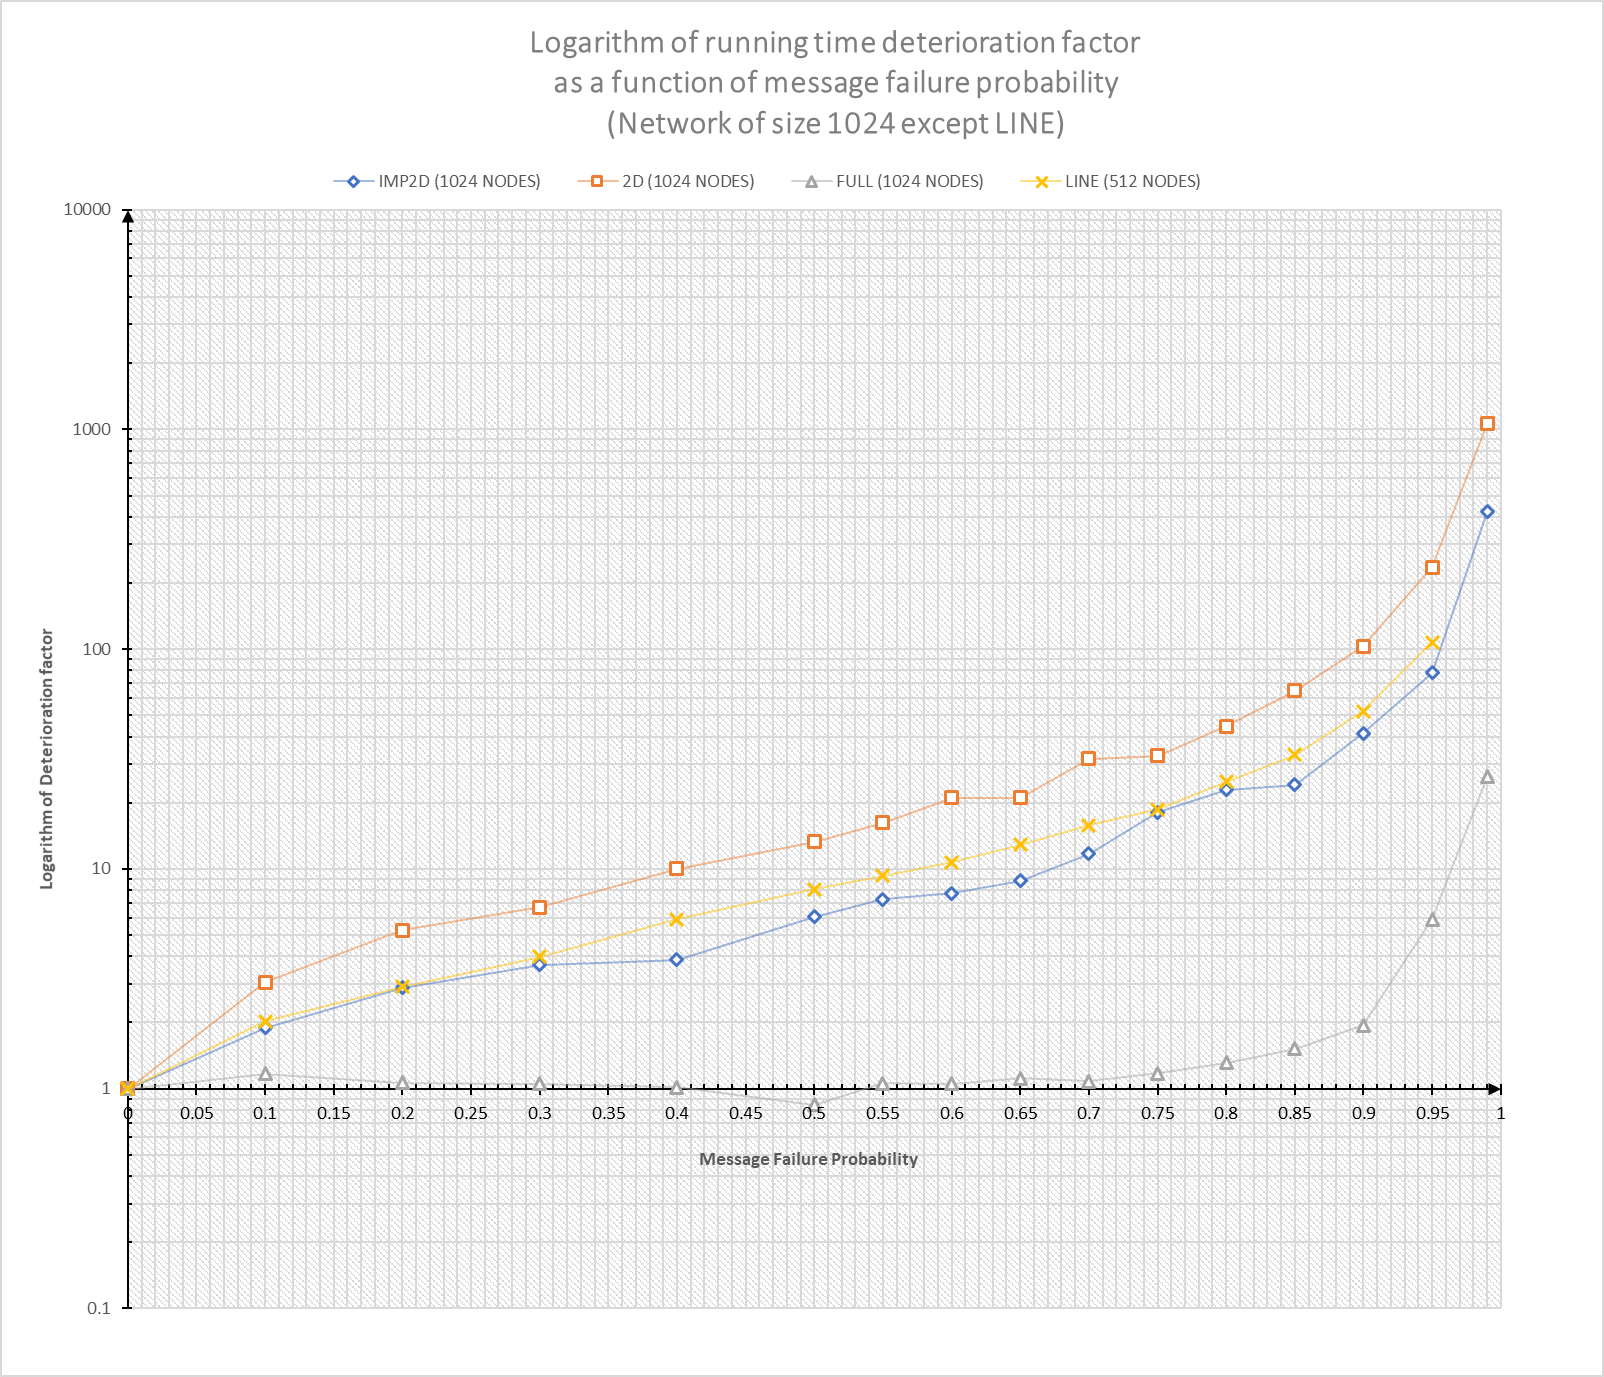 Logarithm of running time deterioration factor
as a function of message failure probability
(Network of size 1024 except LINE)
IMP2D (1024 NODES) 2D (1024 NODES) FULL (1024 NODES) LINE (512 NODES)
10000
1000
100
10
1
0.1
Logarithm of Deterioration factor
0 0.05 0.1 0.15 0.2 0.25 0.3 0.35 0.4 0.45 0.5 0.55 0.6 0.65 0.7 0.75 0.8 0.85 0.9 0.95 1
Message Failure Probability